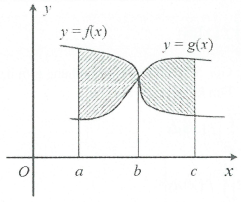 y
y = f(x)
y = g(x)
O a b c x